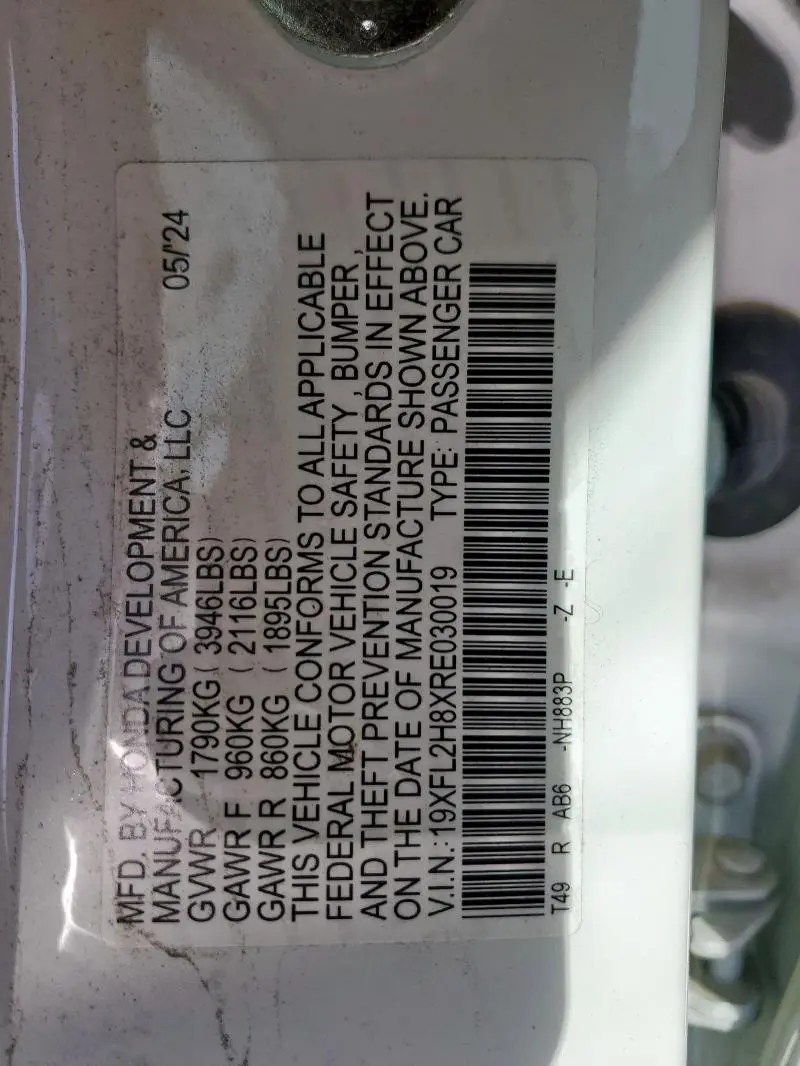 MFD. BY HONDA DEVELOPMENT &
MANUFACTURING OF AMERICA, LLC 05/'24
GVWR 1790KG ( 3946LBS)
GAWR F 960KG ( 2116LBS)
GAWR R 860KG ( 1895LBS)
THIS VEHICLE CONFORMS TO ALL APPLICABLE
FEDERAL MOTOR VEHICLE SAFETY , BUMPER ,
AND THEFT PREVENTION STANDARDS IN EFFECT
ON THE DATE OF MANUFACTURE SHOWN ABOVE.
V.I.N.:19XFL2H8XRE030019 TYPE: PASSENGER CAR
T49 R AB6 -NH883P -Z -E